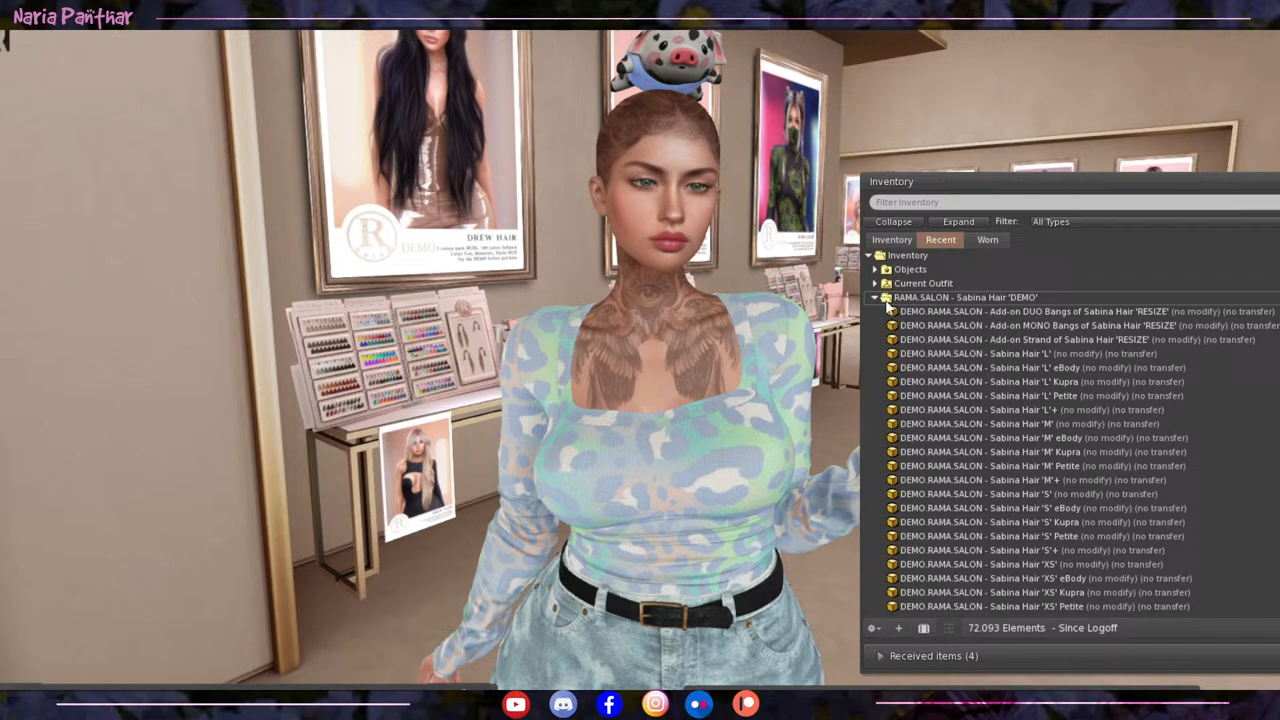 Naria Panthar
R
DEMO
DREW HAIR
R
Inventory
Filter Inventory
Collapse Expand Filter: All Types
Inventory Recent Worn
Inventory
Objects
Current Outfit
RAMA.SALON - Sabina Hair 'DEMO'
DEMO.RAMA.SALON - Add-on DUO Bangs of Sabina Hair 'RESIZE' (no modify) (no transfer)
DEMO.RAMA.SALON - Add-on MONO Bangs of Sabina Hair 'RESIZE' (no modify) (no transfe
DEMO.RAMA.SALON - Add-on Strand of Sabina Hair 'RESIZE' (no modify) (no transfer)
DEMO.RAMA.SALON - Sabina Hair 'L' (no modify) (no transfer)
DEMO.RAMA.SALON - Sabina Hair 'L' eBody (no modify) (no transfer)
DEMO.RAMA.SALON - Sabina Hair 'L' Kupra (no modify) (no transfer)
DEMO.RAMA.SALON - Sabina Hair 'L' Petite (no modify) (no transfer)
DEMO.RAMA.SALON - Sabina Hair 'L'+ (no modify) (no transfer)
DEMO.RAMA.SALON - Sabina Hair 'M' (no modify) (no transfer)
DEMO.RAMA.SALON - Sabina Hair 'M' eBody (no modify) (no transfer)
DEMO.RAMA.SALON - Sabina Hair 'M' Kupra (no modify) (no transfer)
DEMO.RAMA.SALON - Sabina Hair 'M' Petite (no modify) (no transfer)
DEMO.RAMA.SALON - Sabina Hair 'M'+ (no modify) (no transfer)
DEMO.RAMA.SALON - Sabina Hair 'S' (no modify) (no transfer)
DEMO.RAMA.SALON - Sabina Hair 'S' eBody (no modify) (no transfer)
DEMO.RAMA.SALON - Sabina Hair 'S' Kupra (no modify) (no transfer)
DEMO.RAMA.SALON - Sabina Hair 'S' Petite (no modify) (no transfer)
DEMO.RAMA.SALON - Sabina Hair 'S'+ (no modify) (no transfer)
DEMO.RAMA.SALON - Sabina Hair 'XS' (no modify) (no transfer)
DEMO.RAMA.SALON - Sabina Hair 'XS' eBody (no modify) (no transfer)
DEMO.RAMA.SALON - Sabina Hair 'XS' Kupra (no modify) (no transfer)
DEMO.RAMA.SALON - Sabina Hair 'XS' Petite (no modify) (no transfer)
72.093 Elements - Since Logoff
Received items (4)